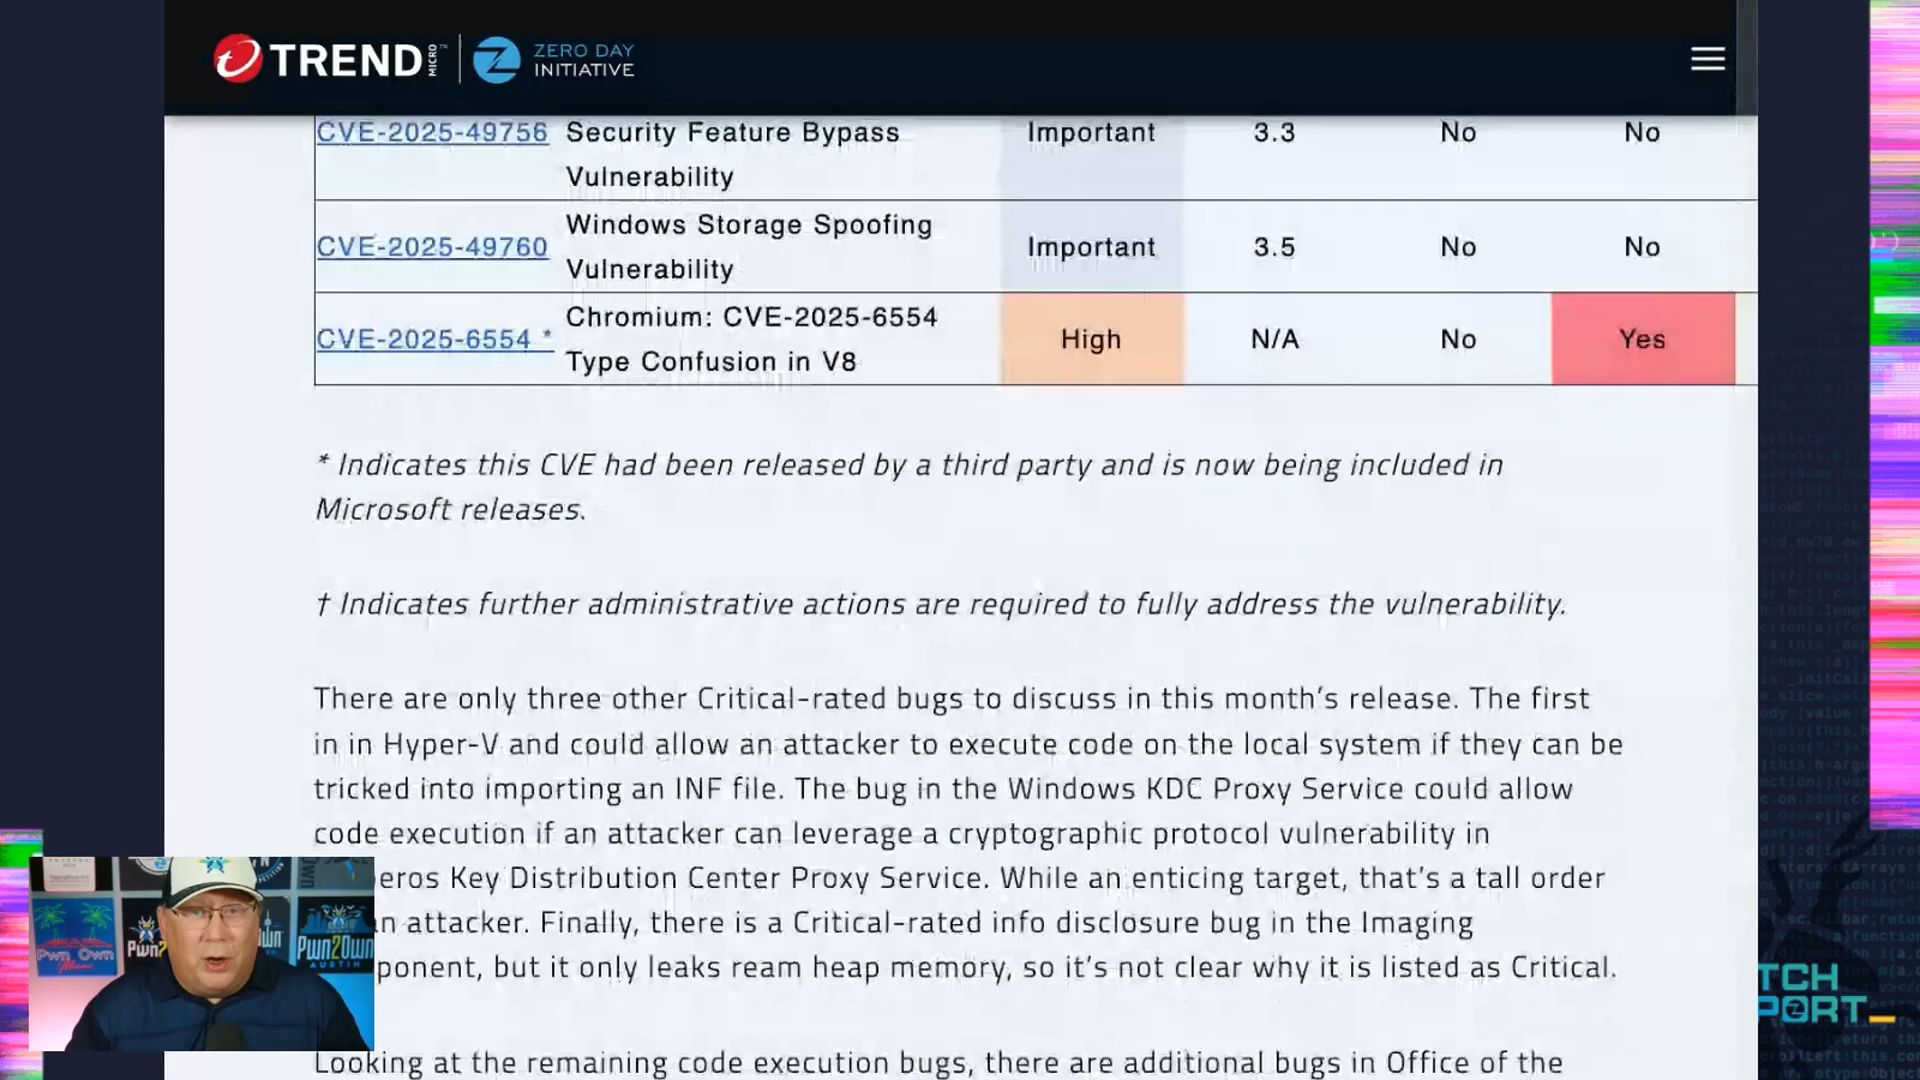 TREND MICRO
ZERO DAY
INITIATIVE
CVE-2025-49756 Security Feature Bypass Important 3.3 No No
Vulnerability
Windows Storage Spoofing
CVE-2025-49760 Important 3.5 No No
Vulnerability
Chromium: CVE-2025-6554
CVE-2025-6554 * High N/A No Yes
Type Confusion in V8
* Indicates this CVE had been released by a third party and is now being included in
Microsoft releases.
† Indicates further administrative actions are required to fully address the vulnerability.
There are only three other Critical-rated bugs to discuss in this month’s release. The first
in in Hyper-V and could allow an attacker to execute code on the local system if they can be
tricked into importing an INF file. The bug in the Windows KDC Proxy Service could allow
code execution if an attacker can leverage a cryptographic protocol vulnerability in
eros Key Distribution Center Proxy Service. While an enticing target, that’s a tall order
n attacker. Finally, there is a Critical-rated info disclosure bug in the Imaging
ponent, but it only leaks ream heap memory, so it’s not clear why it is listed as Critical.
Looking at the remaining code execution bugs, there are additional bugs in Office of the
Pwn Own
Miami
Pwn2Own
AUSTIN
TCH
PORT_